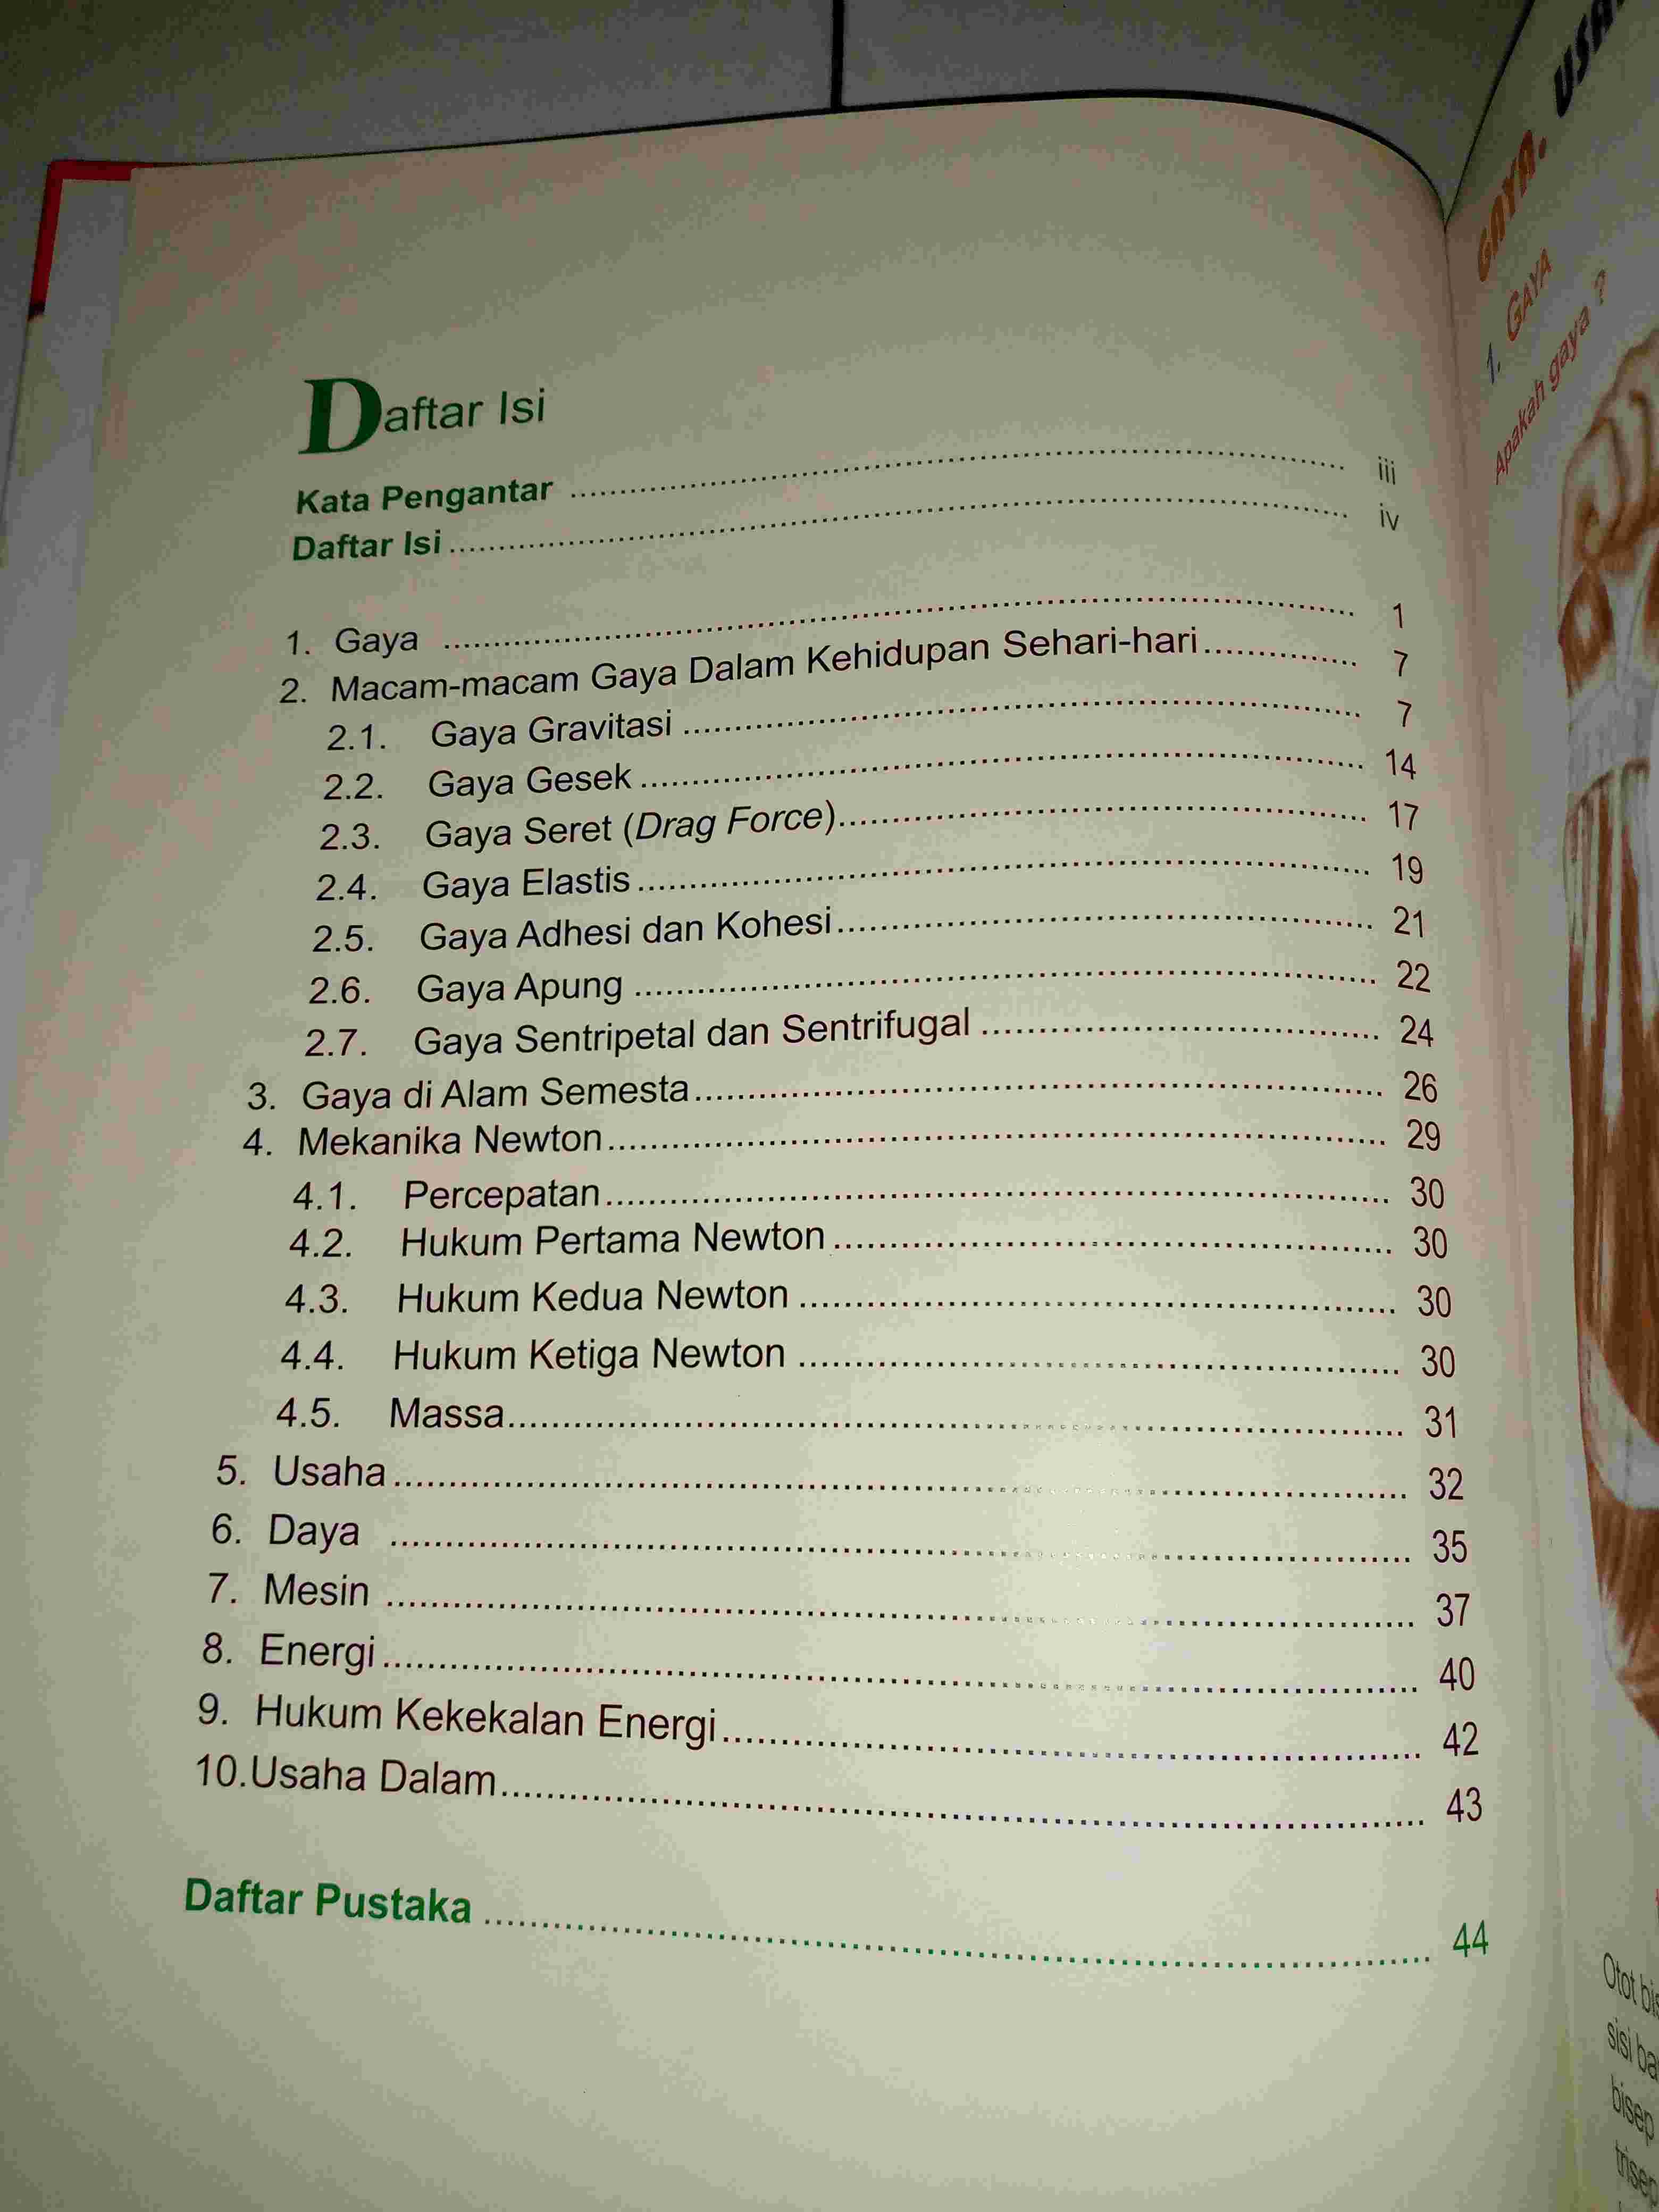 Daftar Isi
Kata Pengantar ........ iii
Daftar Isi ........ iv
1. Gaya ........ 1
2. Macam-macam Gaya Dalam Kehidupan Sehari-hari ........ 7
2.1. Gaya Gravitasi ........ 7
2.2. Gaya Gesek ........ 14
2.3. Gaya Seret (Drag Force) ........ 17
2.4. Gaya Elastis ........ 19
2.5. Gaya Adhesi dan Kohesi ........ 21
2.6. Gaya Apung ........ 22
2.7. Gaya Sentripetal dan Sentrifugal ........ 24
3. Gaya di Alam Semesta ........ 26
4. Mekanika Newton ........ 29
4.1. Percepatan ........ 30
4.2. Hukum Pertama Newton ........ 30
4.3. Hukum Kedua Newton ........ 30
4.4. Hukum Ketiga Newton ........ 30
4.5. Massa ........ 31
5. Usaha ........ 32
6. Daya ........ 35
7. Mesin ........ 37
8. Energi ........ 40
9. Hukum Kekekalan Energi ........ 42
10.Usaha Dalam ........ 43
Daftar Pustaka ........ 44
GAYA.
1. GAYA
Apakah gaya ?
Otot
sisi